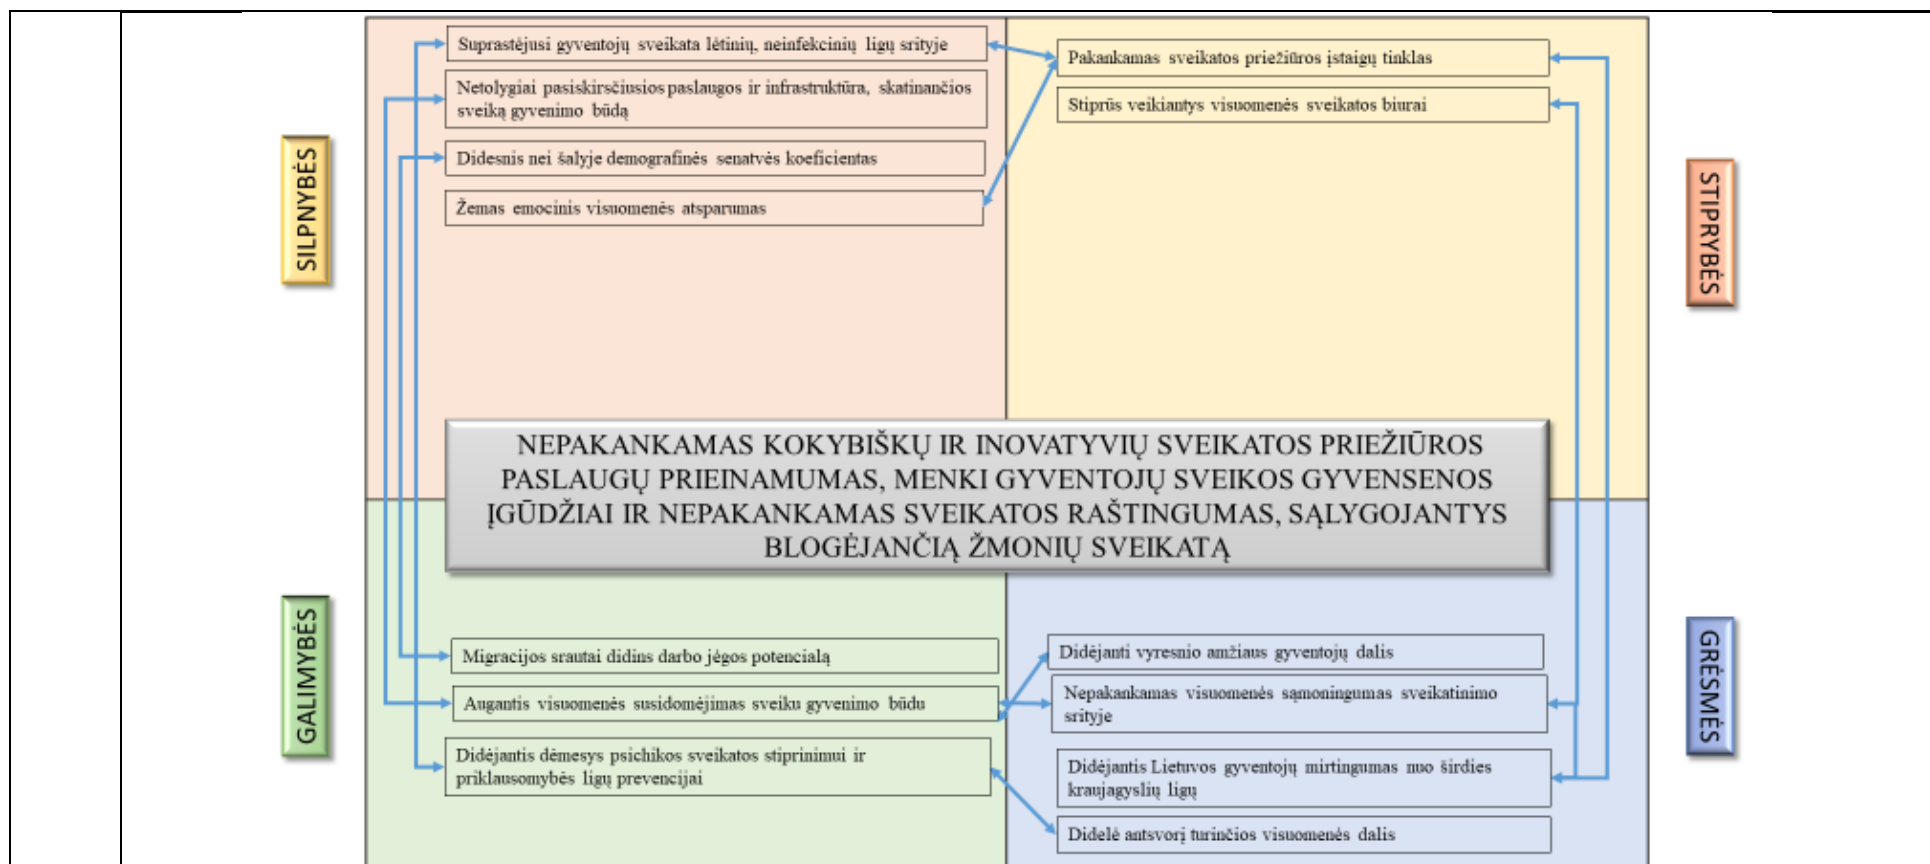 SILPNYBĖS
Suprastėjusi gyventojų sveikata lėtinių, neinfekcinių ligų srityje
Netolygiai pasiskirsčiusios paslaugos ir infrastruktūra, skatinančios
sveiką gyvenimo būdą
Didesnis nei šalyje demografinės senatvės koeficientas
Žemas emocinis visuomenės atsparumas
Pakankamas sveikatos priežiūros įstaigų tinklas
Stiprūs veikiantys visuomenės sveikatos biurai
STIPRYBĖS
NEPAKANKAMAS KOKYBIŠKŲ IR INOVATYVIŲ SVEIKATOS PRIEŽIŪROS
PASLAUGŲ PRIEINAMUMAS, MENKI GYVENTOJŲ SVEIKOS GYVENSENOS
ĮGŪDŽIAI IR NEPAKANKAMAS SVEIKATOS RAŠTINGUMAS, SĄLYGOJANTYS
BLOGĖJANČIĄ ŽMONIŲ SVEIKATĄ
GALIMYBĖS
Migracijos srautai didins darbo jėgos potencialą
Augantis visuomenės susidomėjimas sveiku gyvenimo būdu
Didėjantis dėmesys psichikos sveikatos stiprinimui ir
priklausomybės ligų prevencijai
Didėjanti vyresnio amžiaus gyventojų dalis
Nepakankamas visuomenės sąmoningumas sveikatinimo
srityje
Didėjantis Lietuvos gyventojų mirtingumas nuo širdies
kraujagyslių ligų
Didelė antsvorį turinčios visuomenės dalis
GRĖSMĖS